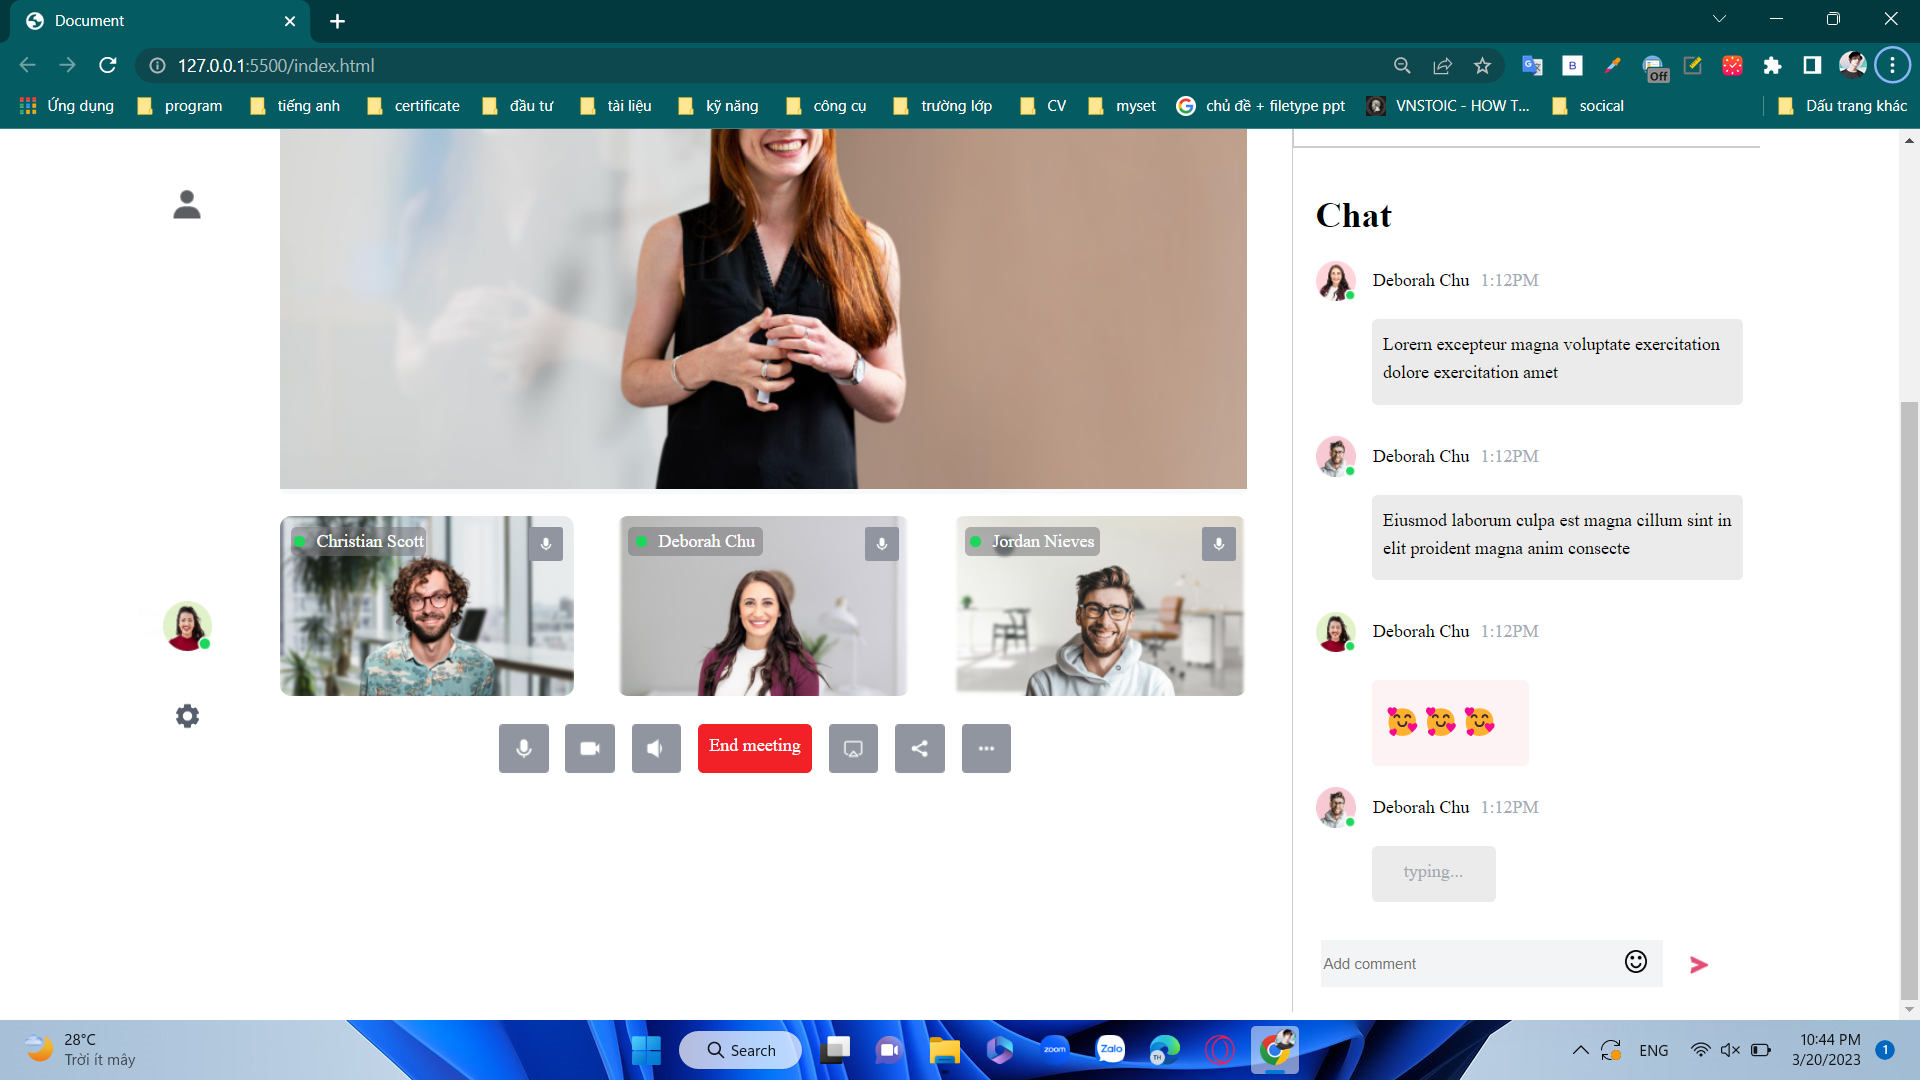 Document
127.0.0.1:5500/index.html
Off
Ứng dụng
program
tiếng anh
certificate
đầu tư
tài liệu
kỹ năng
công cụ
trường lớp
CV
myset
chủ đề + filetype ppt
VNSTOIC - HOW T...
socical
Dấu trang khác
Chat
Deborah Chu 1:12PM
Lorern excepteur magna voluptate exercitation
dolore exercitation amet
Deborah Chu 1:12PM
Eiusmod laborum culpa est magna cillum sint in
elit proident magna anim consecte
Christian Scott
Deborah Chu
Jordan Nieves
Deborah Chu 1:12PM
End meeting
Deborah Chu 1:12PM
typing...
Add comment
28°C
Trời ít mây
Search
zoom
Zalo
TH
ENG
10:44 PM
3/20/2023
1